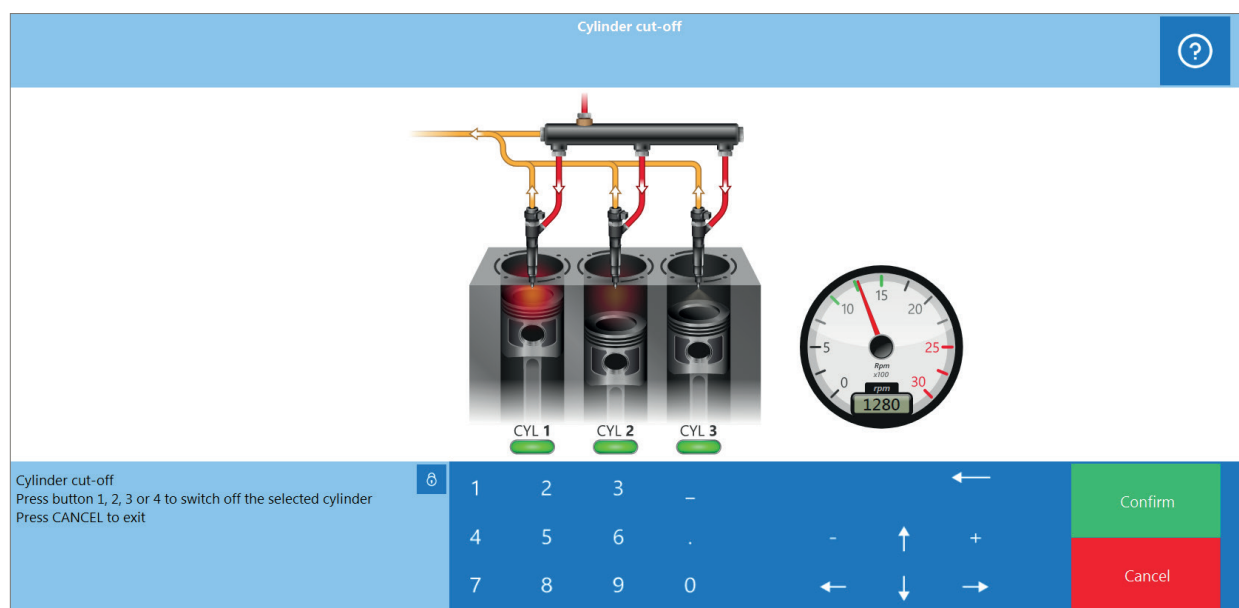 Cylinder cut-off
?
CYL 1
CYL 2
CYL 3
0
5
10
15
20
25
30
Rpm
x100
rpm
1280
Cylinder cut-off
Press button 1, 2, 3 or 4 to switch off the selected cylinder
Press CANCEL to exit
1 2 3 _ ←
4 5 6 . - ↑ +
7 8 9 0 ← ↓ →
Confirm
Cancel